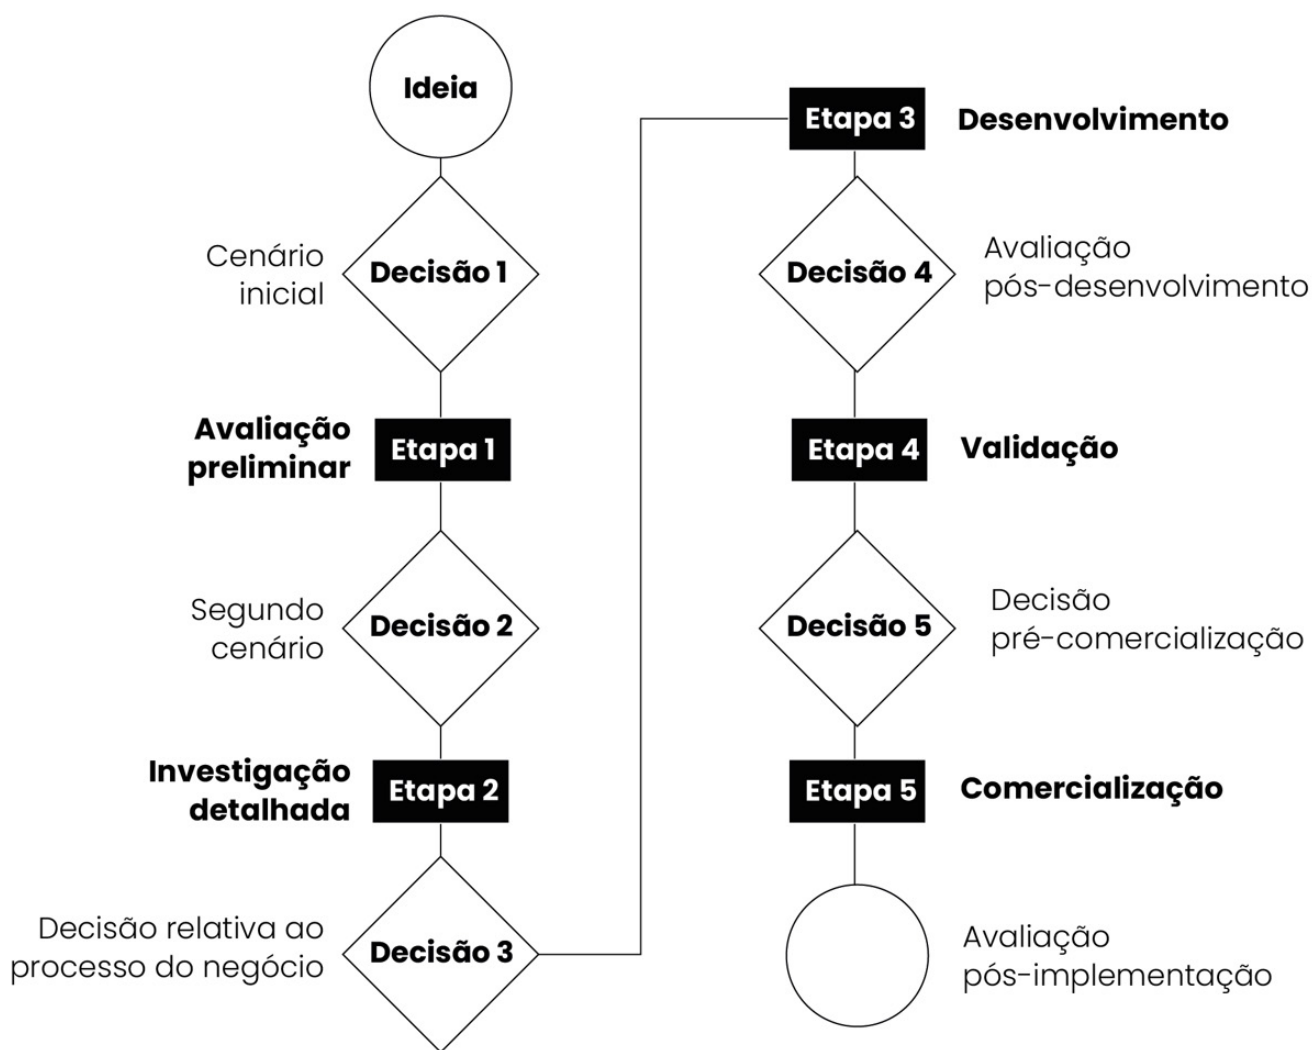 Ideia
Cenário
inicial
Decisão 1
Avaliação
preliminar
Etapa 1
Segundo
cenário
Decisão 2
Investigação
detalhada
Etapa 2
Decisão relativa ao
processo do negócio
Decisão 3
Etapa 3
Desenvolvimento
Decisão 4
Avaliação
pós-desenvolvimento
Etapa 4
Validação
Decisão 5
Decisão
pré-comercialização
Etapa 5
Comercialização
Avaliação
pós-implementação